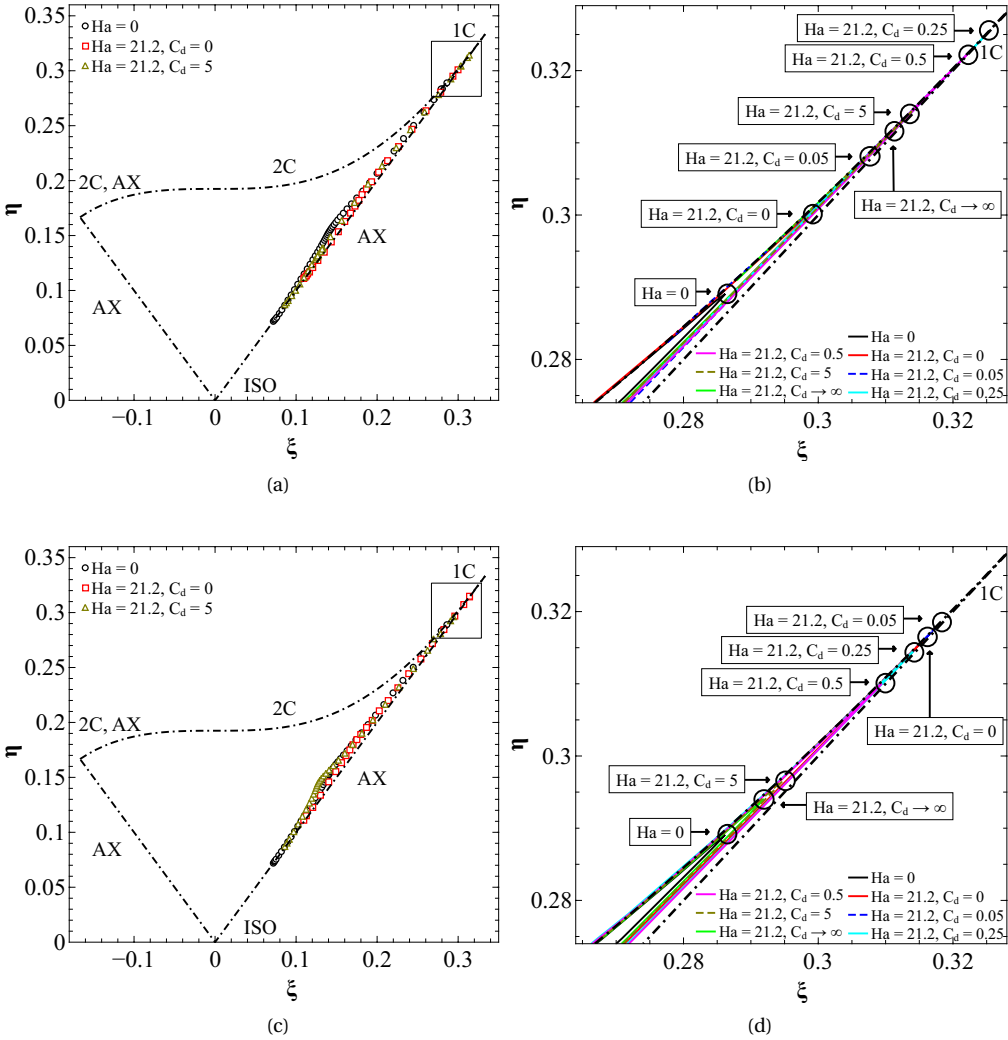 0.35
0.3
0.25
0.2
0.15
0.1
0.05
0
η
Ha = 0
Ha = 21.2, C_d = 0
Ha = 21.2, C_d = 5
1C
2C, AX
2C
AX
AX
ISO
−0.1 0 0.1 0.2 0.3
ξ
(a)
0.32
0.3
0.28
η
Ha = 21.2, C_d = 0.25
1C
Ha = 21.2, C_d = 0.5
Ha = 21.2, C_d = 5
Ha = 21.2, C_d = 0.05
Ha = 21.2, C_d → ∞
Ha = 21.2, C_d = 0
Ha = 0
Ha = 0
Ha = 21.2, C_d = 0.5
Ha = 21.2, C_d = 0
Ha = 21.2, C_d = 5
Ha = 21.2, C_d = 0.05
Ha = 21.2, C_d → ∞
Ha = 21.2, C_d = 0.25
0.28 0.3 0.32
ξ
(b)
0.35
0.3
0.25
0.2
0.15
0.1
0.05
0
η
Ha = 0
Ha = 21.2, C_d = 0
Ha = 21.2, C_d = 5
1C
2C, AX
2C
AX
AX
ISO
−0.1 0 0.1 0.2 0.3
ξ
(c)
0.32
0.3
0.28
η
1C
Ha = 21.2, C_d = 0.05
Ha = 21.2, C_d = 0.25
Ha = 21.2, C_d = 0.5
Ha = 21.2, C_d = 0
Ha = 21.2, C_d = 5
Ha = 21.2, C_d → ∞
Ha = 0
Ha = 0
Ha = 21.2, C_d = 0.5
Ha = 21.2, C_d = 0
Ha = 21.2, C_d = 5
Ha = 21.2, C_d = 0.05
Ha = 21.2, C_d → ∞
Ha = 21.2, C_d = 0.25
0.28 0.3 0.32
ξ
(d)